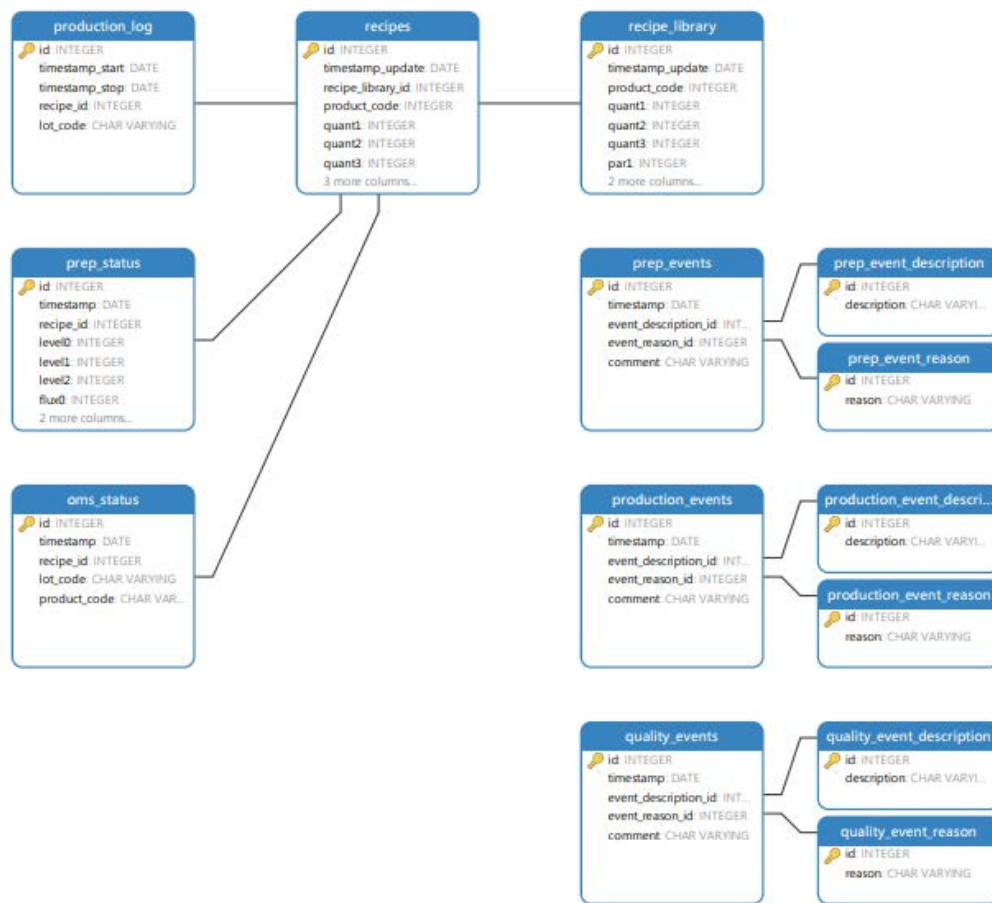 production_log
id: INTEGER
timestamp_start: DATE
timestamp_stop: DATE
recipe_id: INTEGER
lot_code: CHAR VARYING
recipes
id: INTEGER
timestamp_update: DATE
recipe_library_id: INTEGER
product_code: INTEGER
quant1: INTEGER
quant2: INTEGER
quant3: INTEGER
3 more columns...
recipe_library
id: INTEGER
timestamp_update: DATE
product_code: INTEGER
quant1: INTEGER
quant2: INTEGER
quant3: INTEGER
par1: INTEGER
2 more columns...
prep_status
id: INTEGER
timestamp: DATE
recipe_id: INTEGER
level0: INTEGER
level1: INTEGER
level2: INTEGER
flux0: INTEGER
2 more columns...
prep_events
id: INTEGER
timestamp: DATE
event_description_id: INT...
event_reason_id: INTEGER
comment: CHAR VARYING
prep_event_description
id: INTEGER
description: CHAR VARYI...
prep_event_reason
id: INTEGER
reason: CHAR VARYING
oms_status
id: INTEGER
timestamp: DATE
recipe_id: INTEGER
lot_code: CHAR VARYING
product_code: CHAR VAR...
production_events
id: INTEGER
timestamp: DATE
event_description_id: INT...
event_reason_id: INTEGER
comment: CHAR VARYING
production_event_descri...
id: INTEGER
description: CHAR VARYI...
production_event_reason
id: INTEGER
reason: CHAR VARYING
quality_events
id: INTEGER
timestamp: DATE
event_description_id: INT...
event_reason_id: INTEGER
comment: CHAR VARYING
quality_event_description
id: INTEGER
description: CHAR VARYI...
quality_event_reason
id: INTEGER
reason: CHAR VARYING